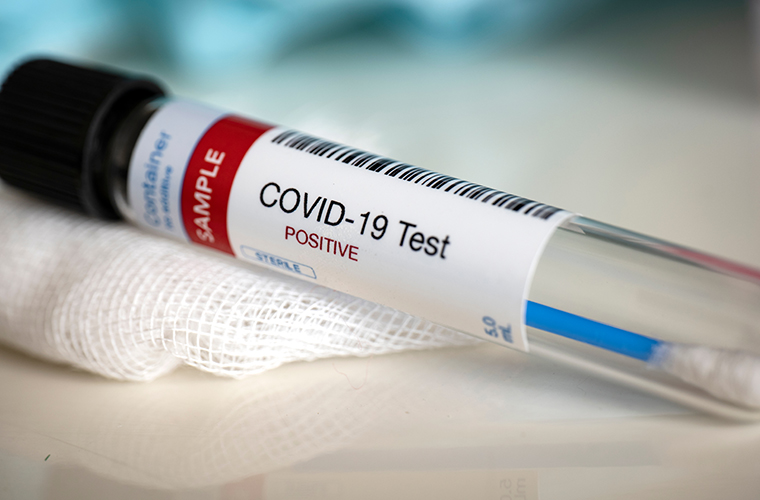 Container
SAMPLE
COVID-19 Test
POSITIVE
STERILE
5.0
mL